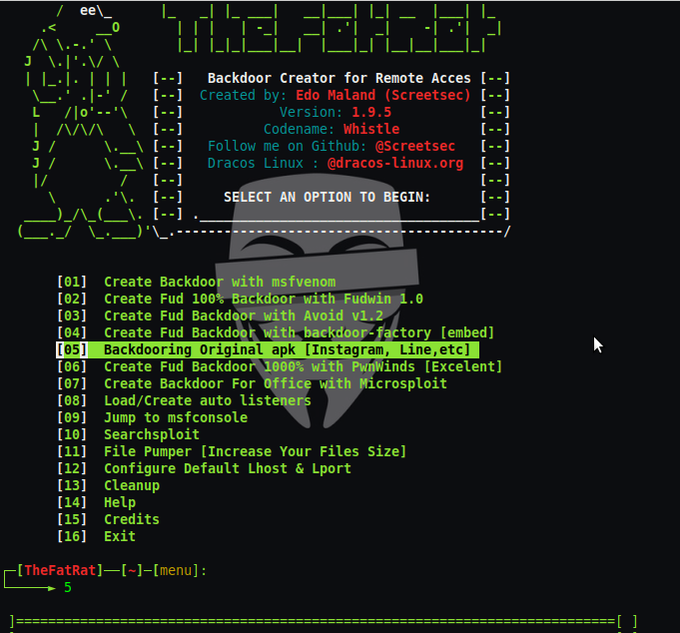 [--] Backdoor Creator for Remote Acces [--]
[--] Created by: Edo Maland (Screetsec) [--]
[--] Version: 1.9.5 [--]
[--] Codename: Whistle [--]
[--] Follow me on Github: @Screetsec [--]
[--] Dracos Linux : @dracos-linux.org [--]
[--] [--]
[--] SELECT AN OPTION TO BEGIN: [--]
[01] Create Backdoor with msfvenom
[02] Create Fud 100% Backdoor with Fudwin 1.0
[03] Create Fud Backdoor with Avoid v1.2
[04] Create Fud Backdoor with backdoor-factory [embed]
[05] Backdooring Original apk [Instagram, Line,etc]
[06] Create Fud Backdoor 1000% with PwnWinds [Excelent]
[07] Create Backdoor For Office with Microsploit
[08] Load/Create auto listeners
[09] Jump to msfconsole
[10] Searchsploit
[11] File Pumper [Increase Your Files Size]
[12] Configure Default Lhost & Lport
[13] Cleanup
[14] Help
[15] Credits
[16] Exit
[TheFatRat]—[~]—[menu]:
5